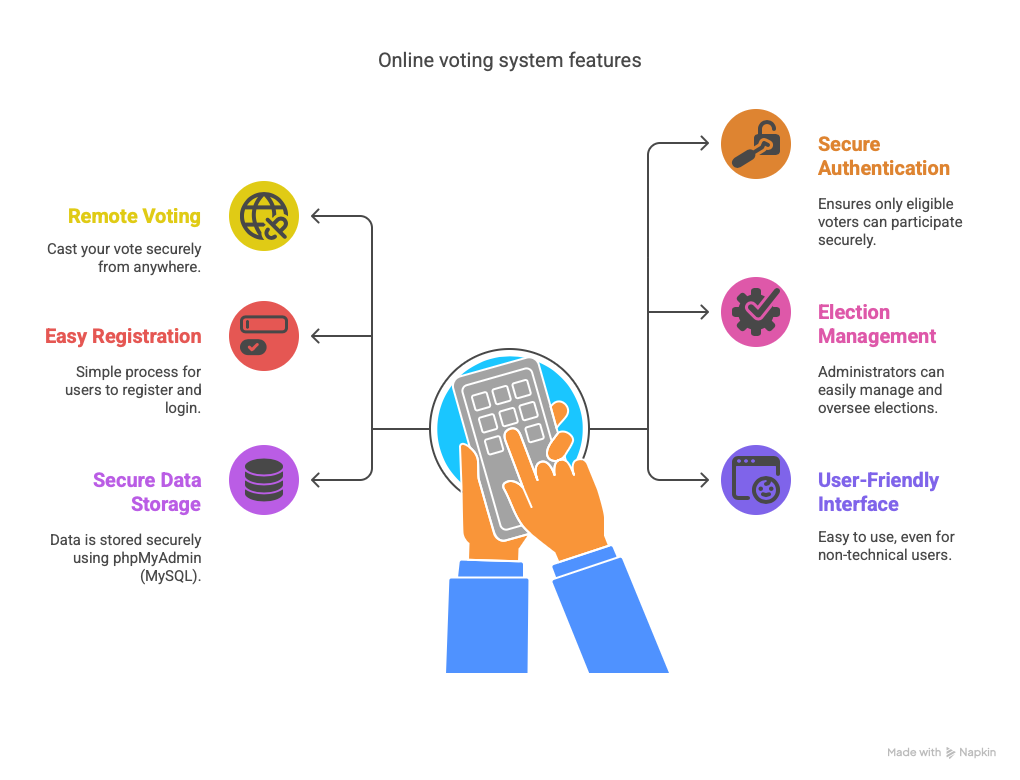 Online voting system features
Remote Voting
Cast your vote securely
from anywhere.
Easy Registration
Simple process for
users to register and
login.
Secure Data
Storage
Data is stored securely
using phpMyAdmin
(MySQL).
Secure
Authentication
Ensures only eligible
voters can participate
securely.
Election
Management
Administrators can
easily manage and
oversee elections.
User-Friendly
Interface
Easy to use, even for
non-technical users.
Made with Napkin